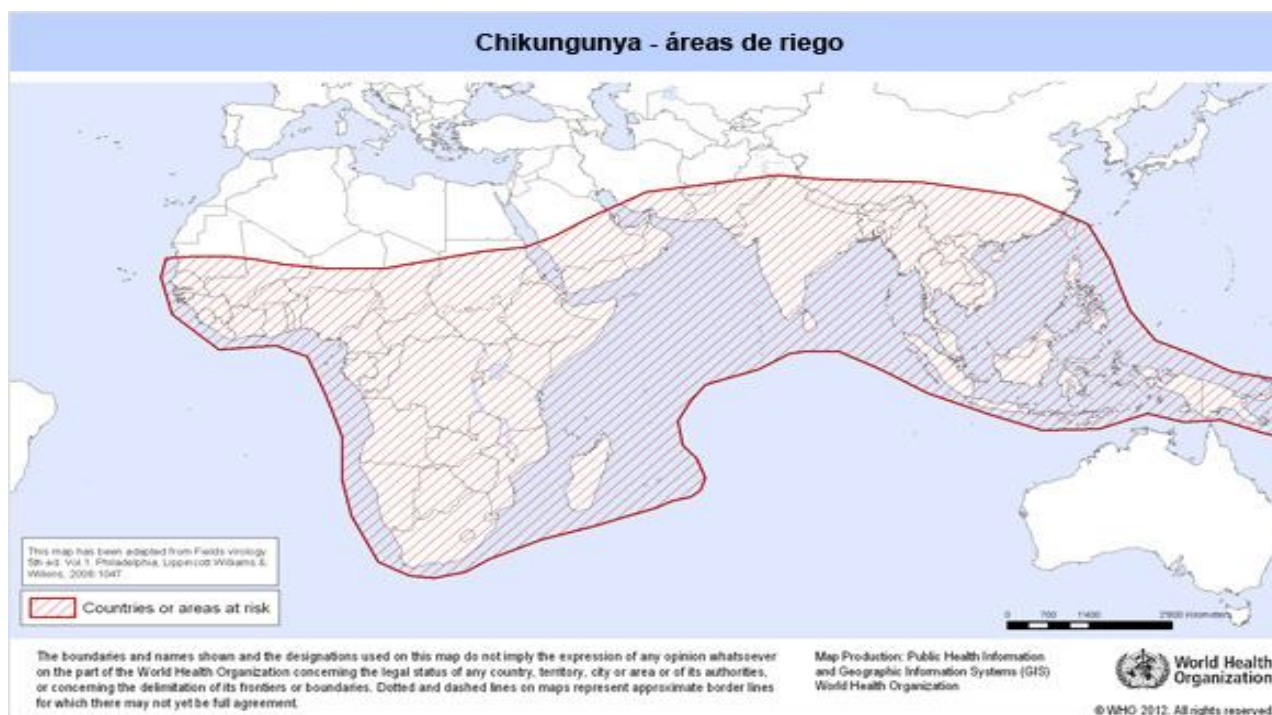 Chikungunya - áreas de riego
This map has been adapted from Fields virology
5th ed. Vol 1. Philadelphia, Lippincott Williams &
Wilkins, 2006:1047
Countries or areas at risk
0 700 1'400 Kilometers
The boundaries and names shown and the designations used on this map do not imply the expression of any opinion whatsoever
on the part of the World Health Organization concerning the legal status of any country, territory, city or area or of its authorities,
or concerning the delimitation of its frontiers or boundaries. Dotted and dashed lines on maps represent approximate border lines
for which there may not yet be full agreement.
Map Production: Public Health Information
and Geographic Information Systems (GIS)
World Health Organization
World Health
Organization
© WHO 2012. All rights reserved